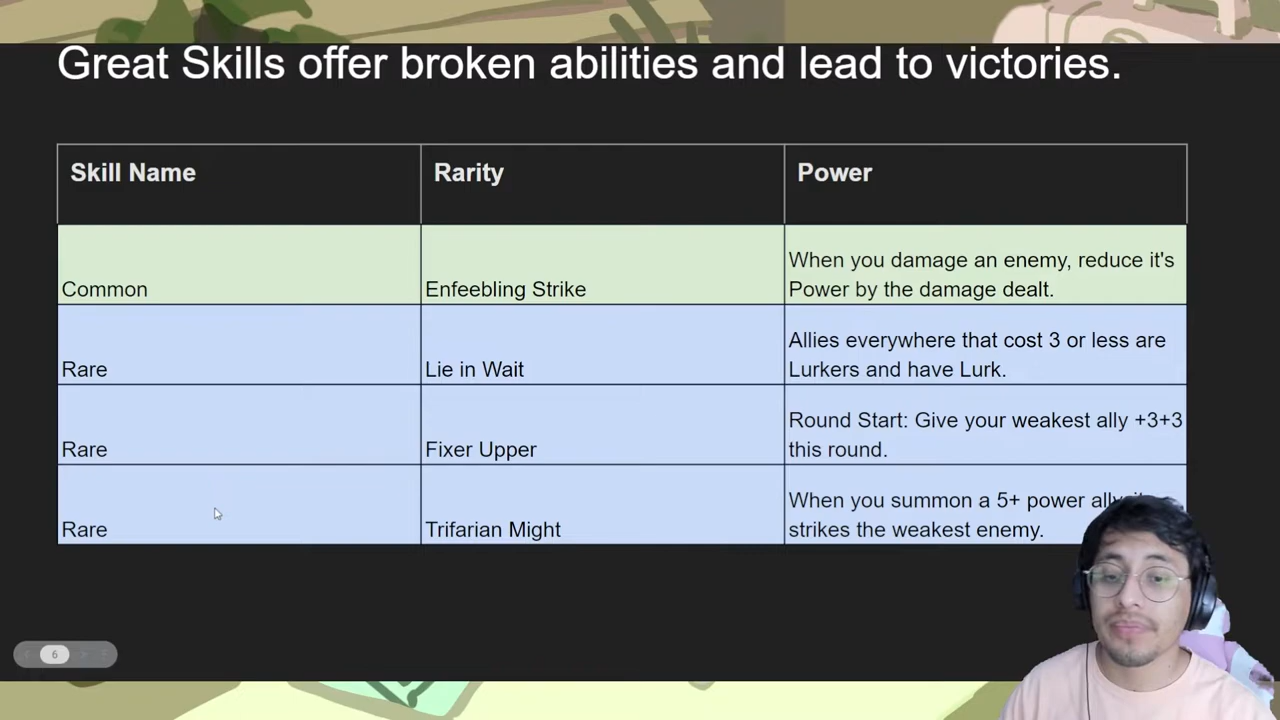 Great Skills offer broken abilities and lead to victories.
Skill Name Rarity Power
When you damage an enemy, reduce it's
Common Enfeebling Strike Power by the damage dealt.
Allies everywhere that cost 3 or less are
Rare Lie in Wait Lurkers and have Lurk.
Round Start: Give your weakest ally +3+3
Rare Fixer Upper this round.
When you summon a 5+ power ally
Rare Trifarian Might strikes the weakest enemy.
6